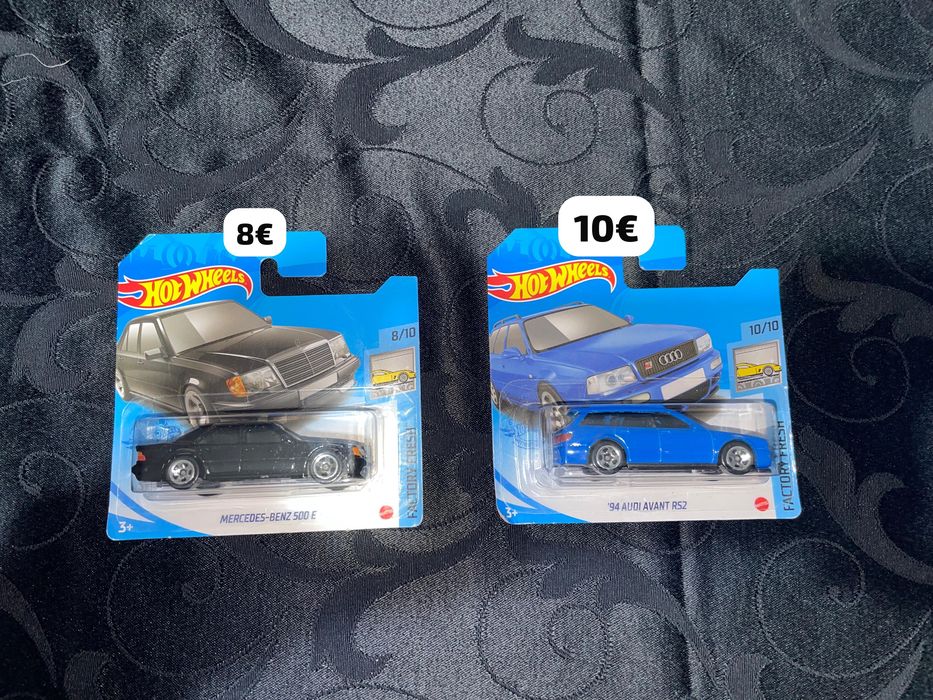 8€
HOT WHEELS
8/10
FACTORY FRESH
3+
MERCEDES-BENZ 500 E
10€
HOT WHEELS
10/10
FACTORY FRESH
3+
'94 AUDI AVANT RS2